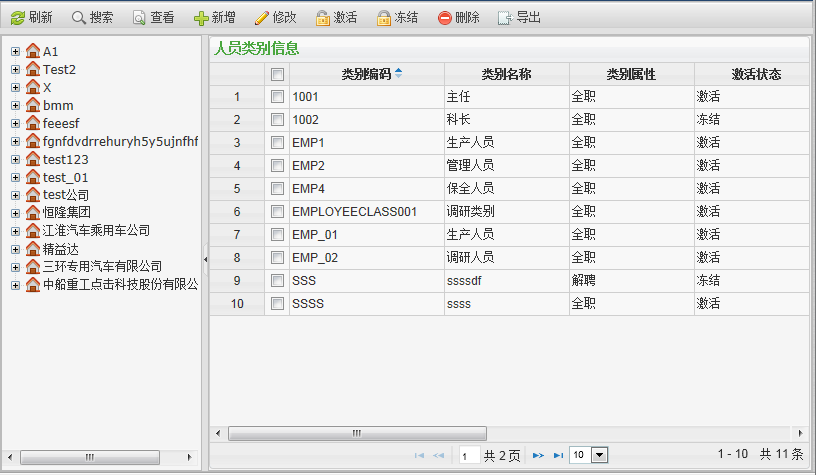 刷新 搜索 查看 新增 修改 激活 冻结 删除 导出
A1
Test2
X
bmm
feeesf
fgnfdvdrrehuryh5y5ujnfhf
test123
test_01
test公司
恒隆集团
江淮汽车乘用车公司
精益达
三环专用汽车有限公司
中船重工点击科技股份有限公
人员类别信息
类别编码 类别名称 类别属性 激活状态
1 1001 主任 全职 激活
2 1002 科长 全职 冻结
3 EMP1 生产人员 全职 激活
4 EMP2 管理人员 全职 激活
5 EMP4 保全人员 全职 激活
6 EMPLOYEECLASS001 调研类别 全职 激活
7 EMP_01 生产人员 全职 激活
8 EMP_02 调研人员 全职 激活
9 SSS ssssdf 解聘 冻结
10 SSSS ssss 全职 激活
1 共 2 页 10 1 - 10 共 11 条